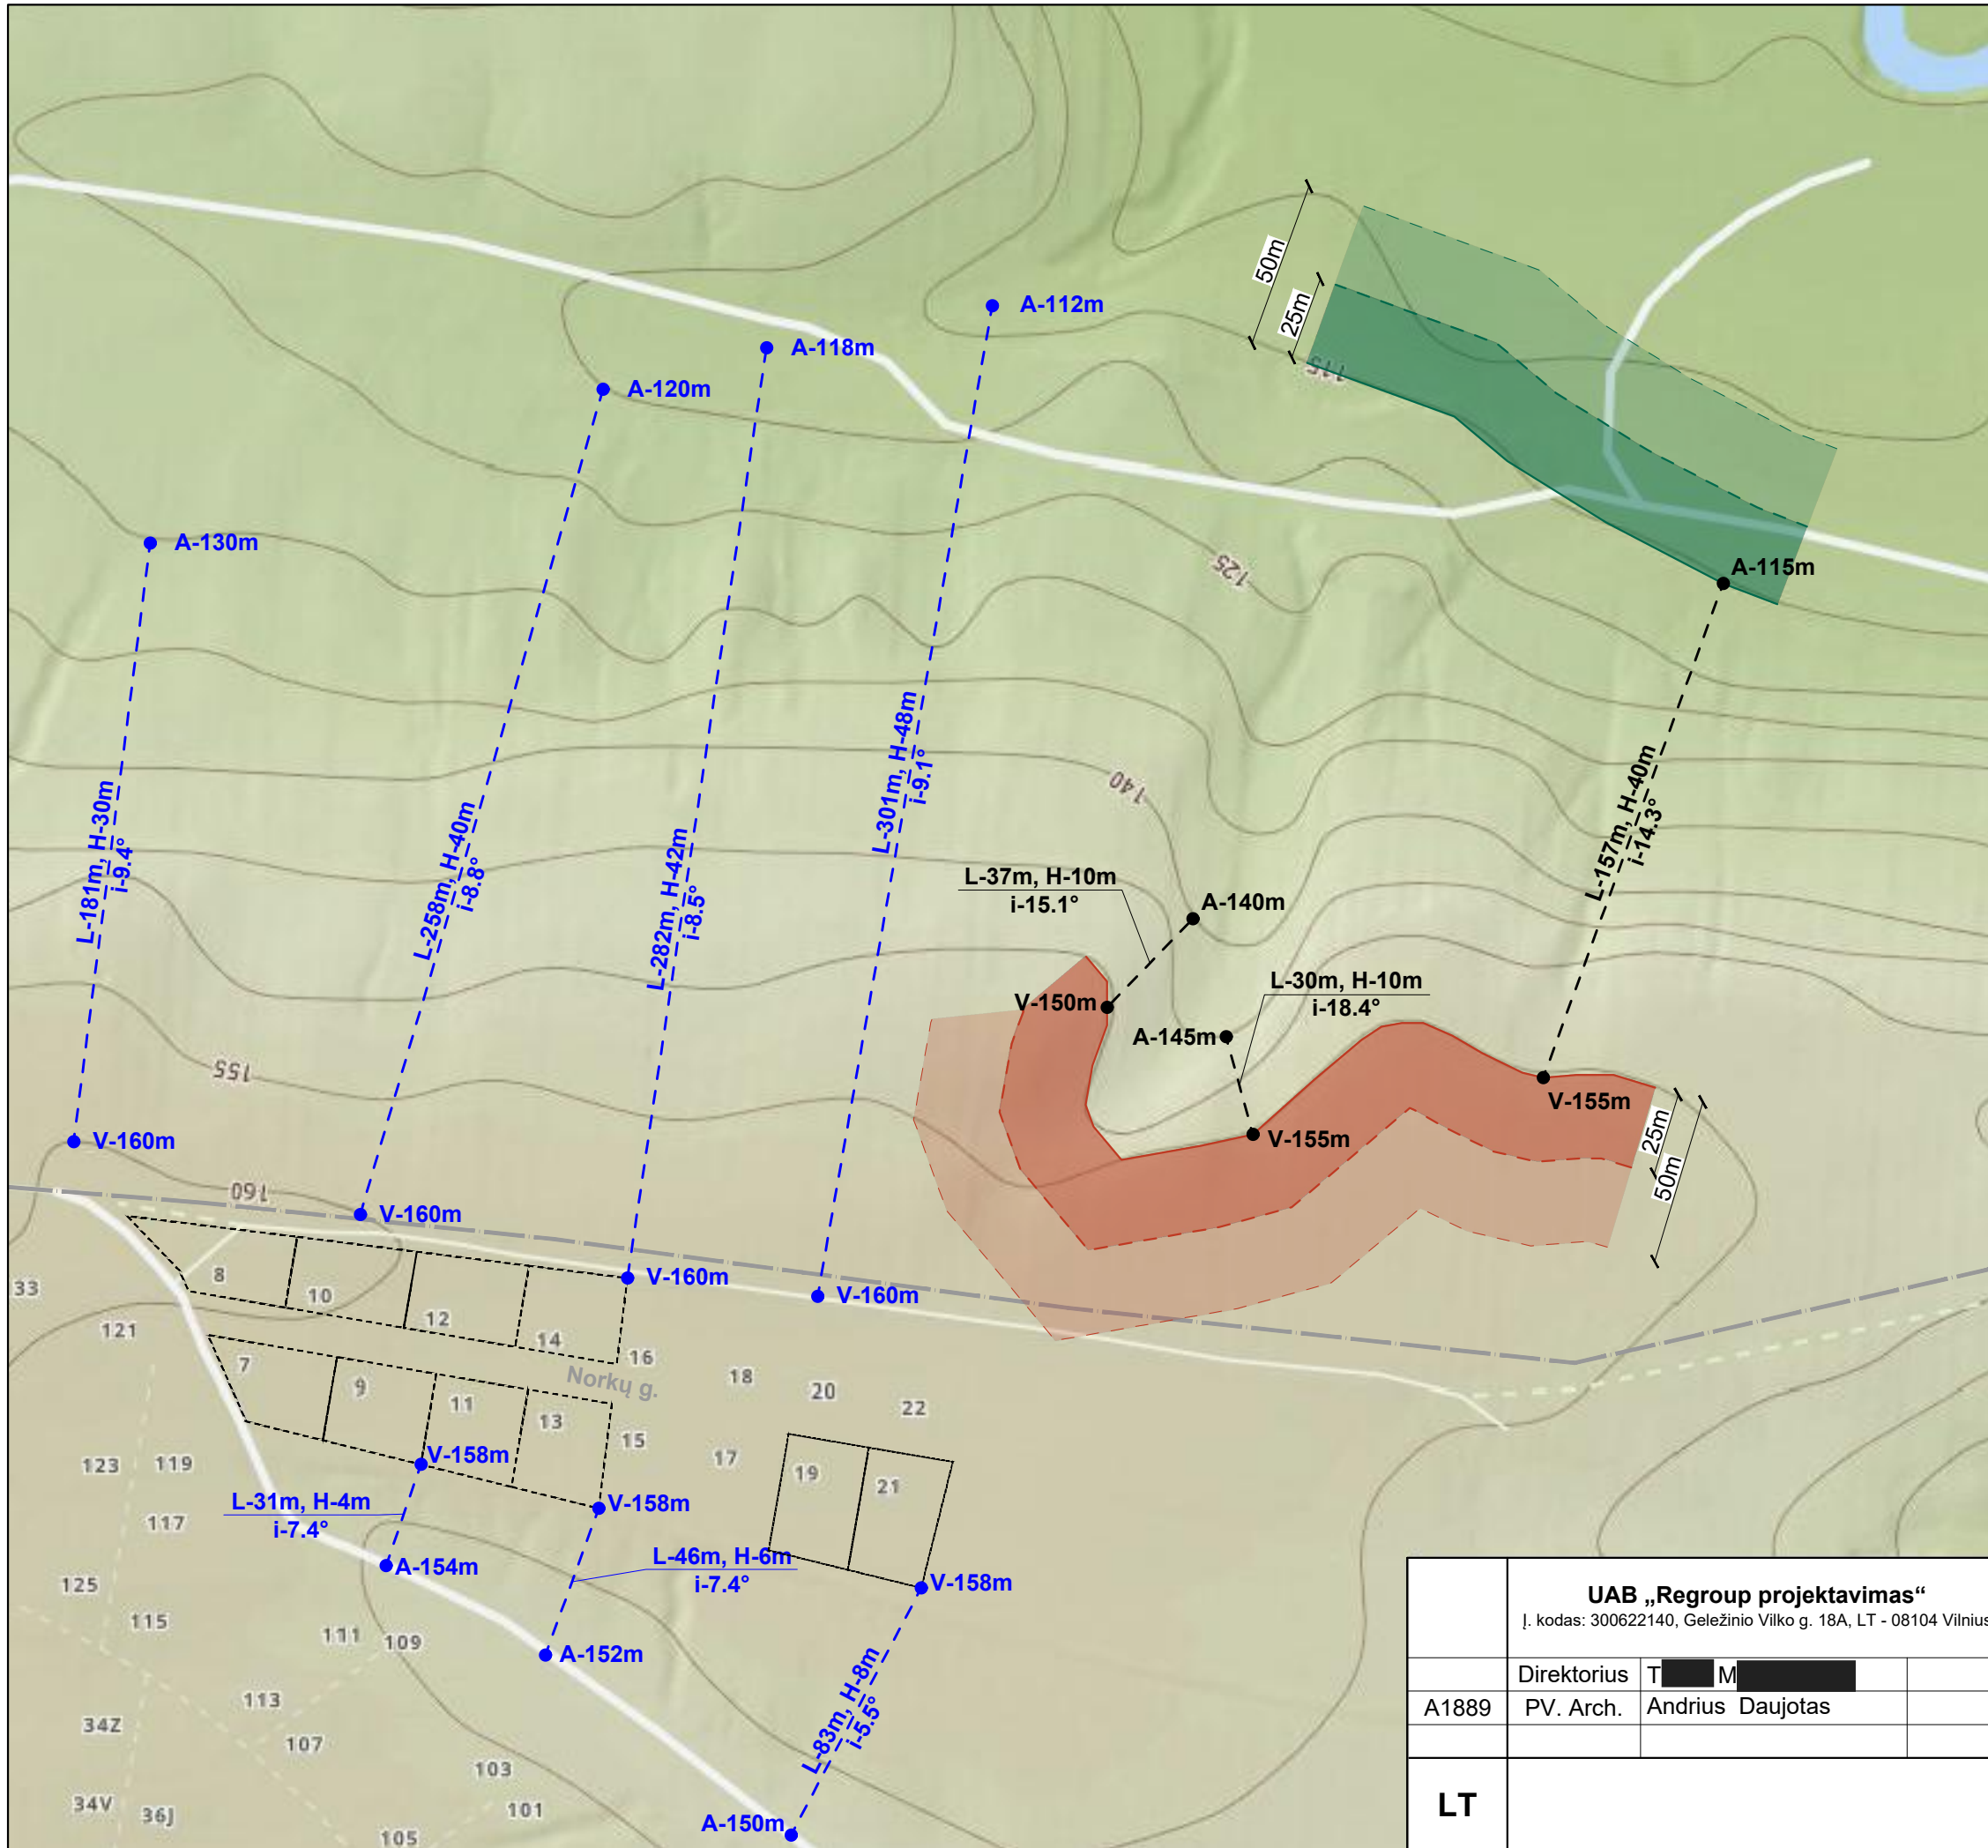 50m
25m
115
A-112m
A-118m
A-120m
A-130m
125
A-115m
140
L-181m, H-30m
i-9.4°
L-258m, H-40m
i-8.8°
L-282m, H-42m
i-8.5°
L-301m, H-48m
i-9.1°
L-157m, H-40m
i-14.3°
L-37m, H-10m
i-15.1°
A-140m
L-30m, H-10m
i-18.4°
V-150m
A-145m
V-155m
V-155m
25m
50m
155
V-160m
160
V-160m
V-160m
V-160m
33
8
10
12
14
16
121
7
9
11
13
15
Norkų g.
18
20
22
17
19
21
123
119
117
V-158m
V-158m
V-158m
L-31m, H-4m
i-7.4°
A-154m
L-46m, H-6m
i-7.4°
A-152m
L-83m, H-8m
i-5.5°
A-150m
125
115
111
109
113
107
103
101
105
34Z
34V
36J
UAB „Regroup projektavimas“
Į. kodas: 300622140, Geležinio Vilko g. 18A, LT - 08104 Vilnius
Direktorius T M
A1889 PV. Arch. Andrius Daujotas
LT